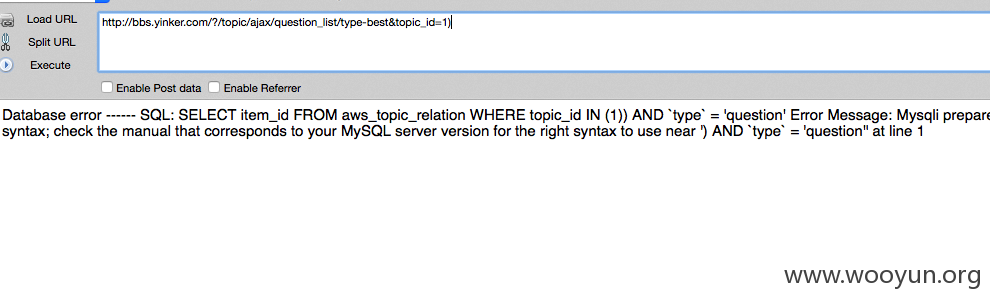 Load URL
http://bbs.yinker.com/?/topic/ajax/question_list/type-best&topic_id=1)
Split URL
Execute
Enable Post data Enable Referrer
Database error ------ SQL: SELECT item_id FROM aws_topic_relation WHERE topic_id IN (1)) AND `type` = 'question' Error Message: Mysqli prepare
syntax; check the manual that corresponds to your MySQL server version for the right syntax to use near ') AND `type` = 'question'' at line 1
www.wooyun.org